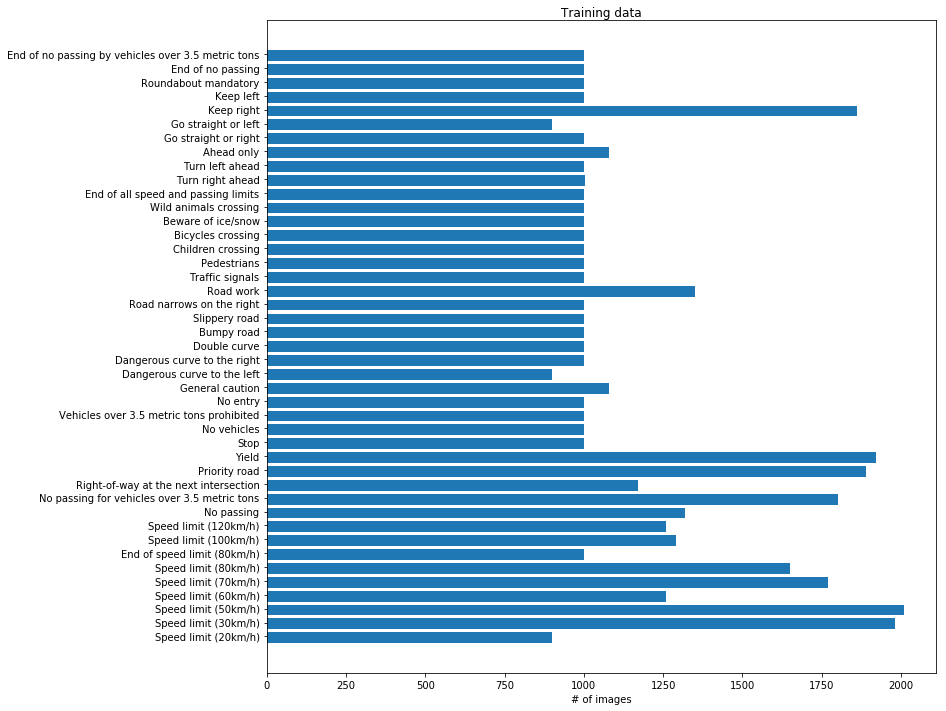 Training data
End of no passing by vehicles over 3.5 metric tons
End of no passing
Roundabout mandatory
Keep left
Keep right
Go straight or left
Go straight or right
Ahead only
Turn left ahead
Turn right ahead
End of all speed and passing limits
Wild animals crossing
Beware of ice/snow
Bicycles crossing
Children crossing
Pedestrians
Traffic signals
Road work
Road narrows on the right
Slippery road
Bumpy road
Double curve
Dangerous curve to the right
Dangerous curve to the left
General caution
No entry
Vehicles over 3.5 metric tons prohibited
No vehicles
Stop
Yield
Priority road
Right-of-way at the next intersection
No passing for vehicles over 3.5 metric tons
No passing
Speed limit (120km/h)
Speed limit (100km/h)
End of speed limit (80km/h)
Speed limit (80km/h)
Speed limit (70km/h)
Speed limit (60km/h)
Speed limit (50km/h)
Speed limit (30km/h)
Speed limit (20km/h)
0 250 500 750 1000 1250 1500 1750 2000
# of images